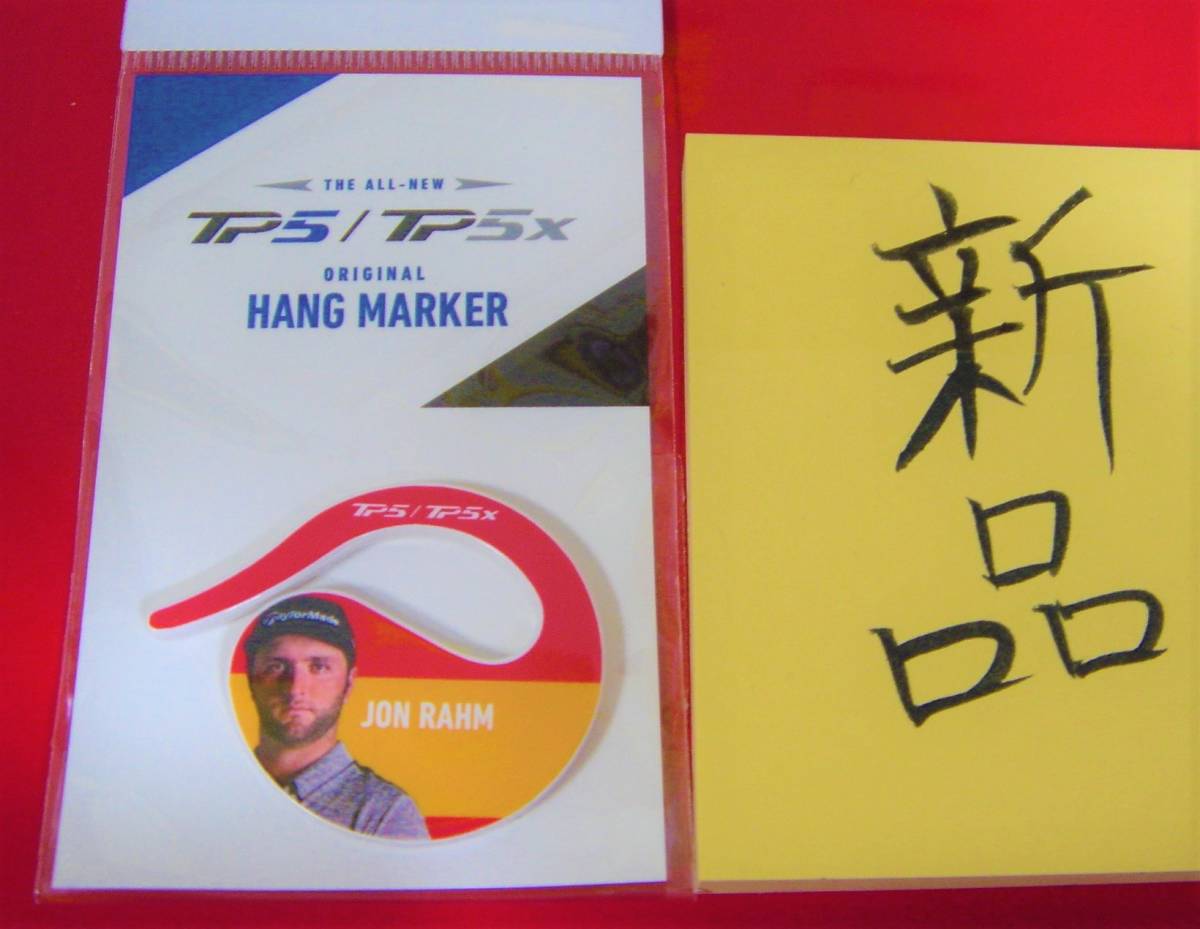 THE ALL-NEW
TP5/TP5x
ORIGINAL
HANG MARKER
TP5/TP5x
TaylorMade
JON RAHM
新
品